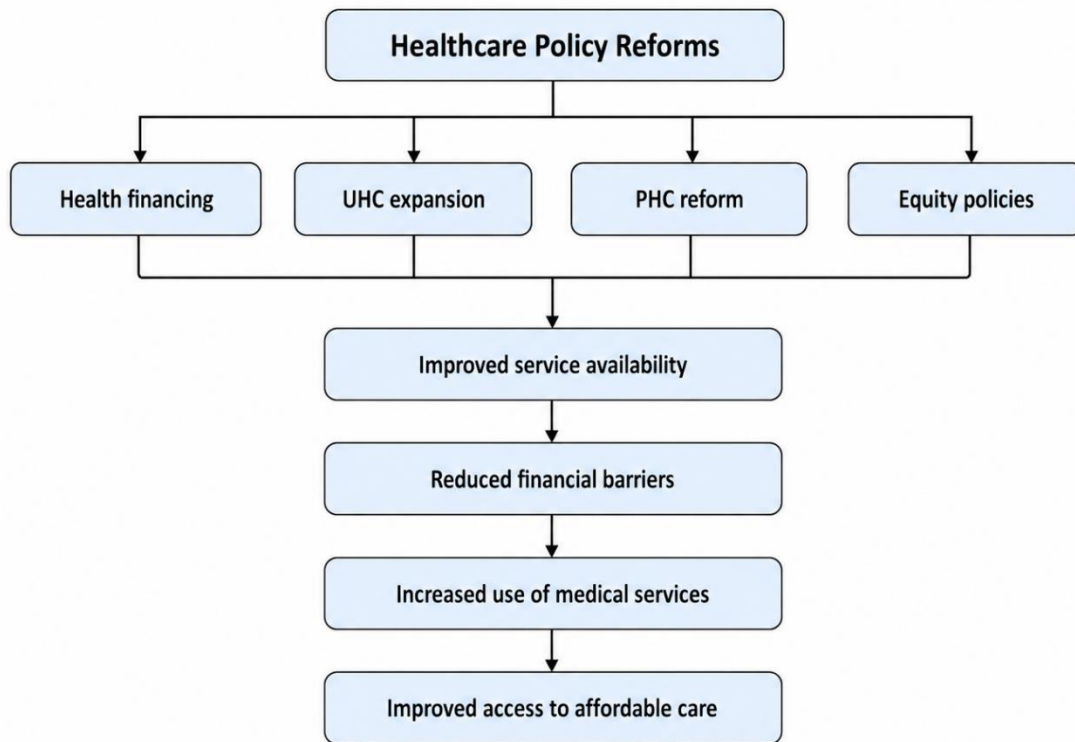 Healthcare Policy Reforms
Health financing
UHC expansion
PHC reform
Equity policies
Improved service availability
Reduced financial barriers
Increased use of medical services
Improved access to affordable care